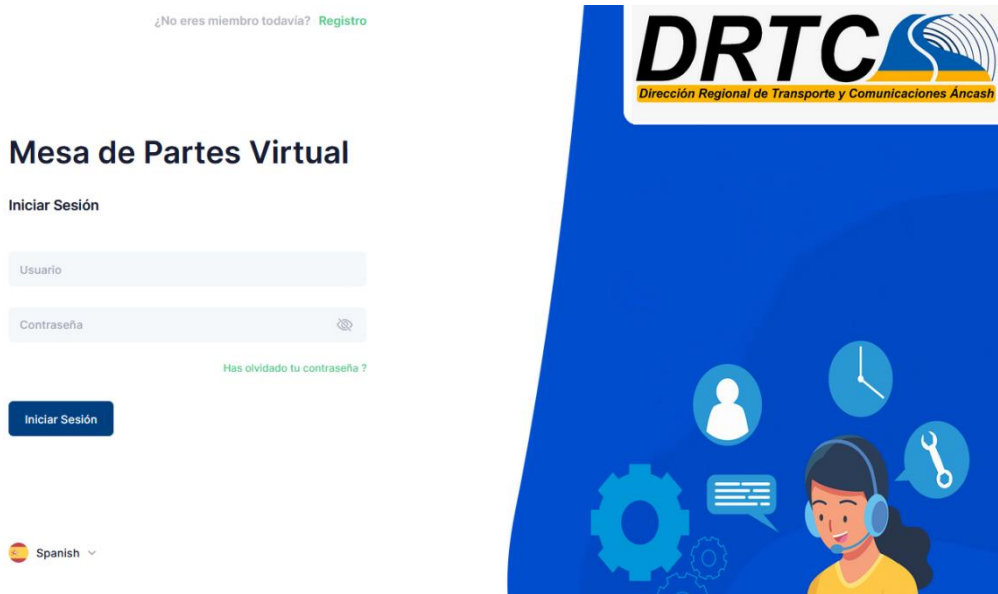 ¿No eres miembro todavía? Registro
DRTC
Dirección Regional de Transporte y Comunicaciones Áncash
Mesa de Partes Virtual
Iniciar Sesión
Usuario
Contraseña
Has olvidado tu contraseña ?
Iniciar Sesión
Spanish